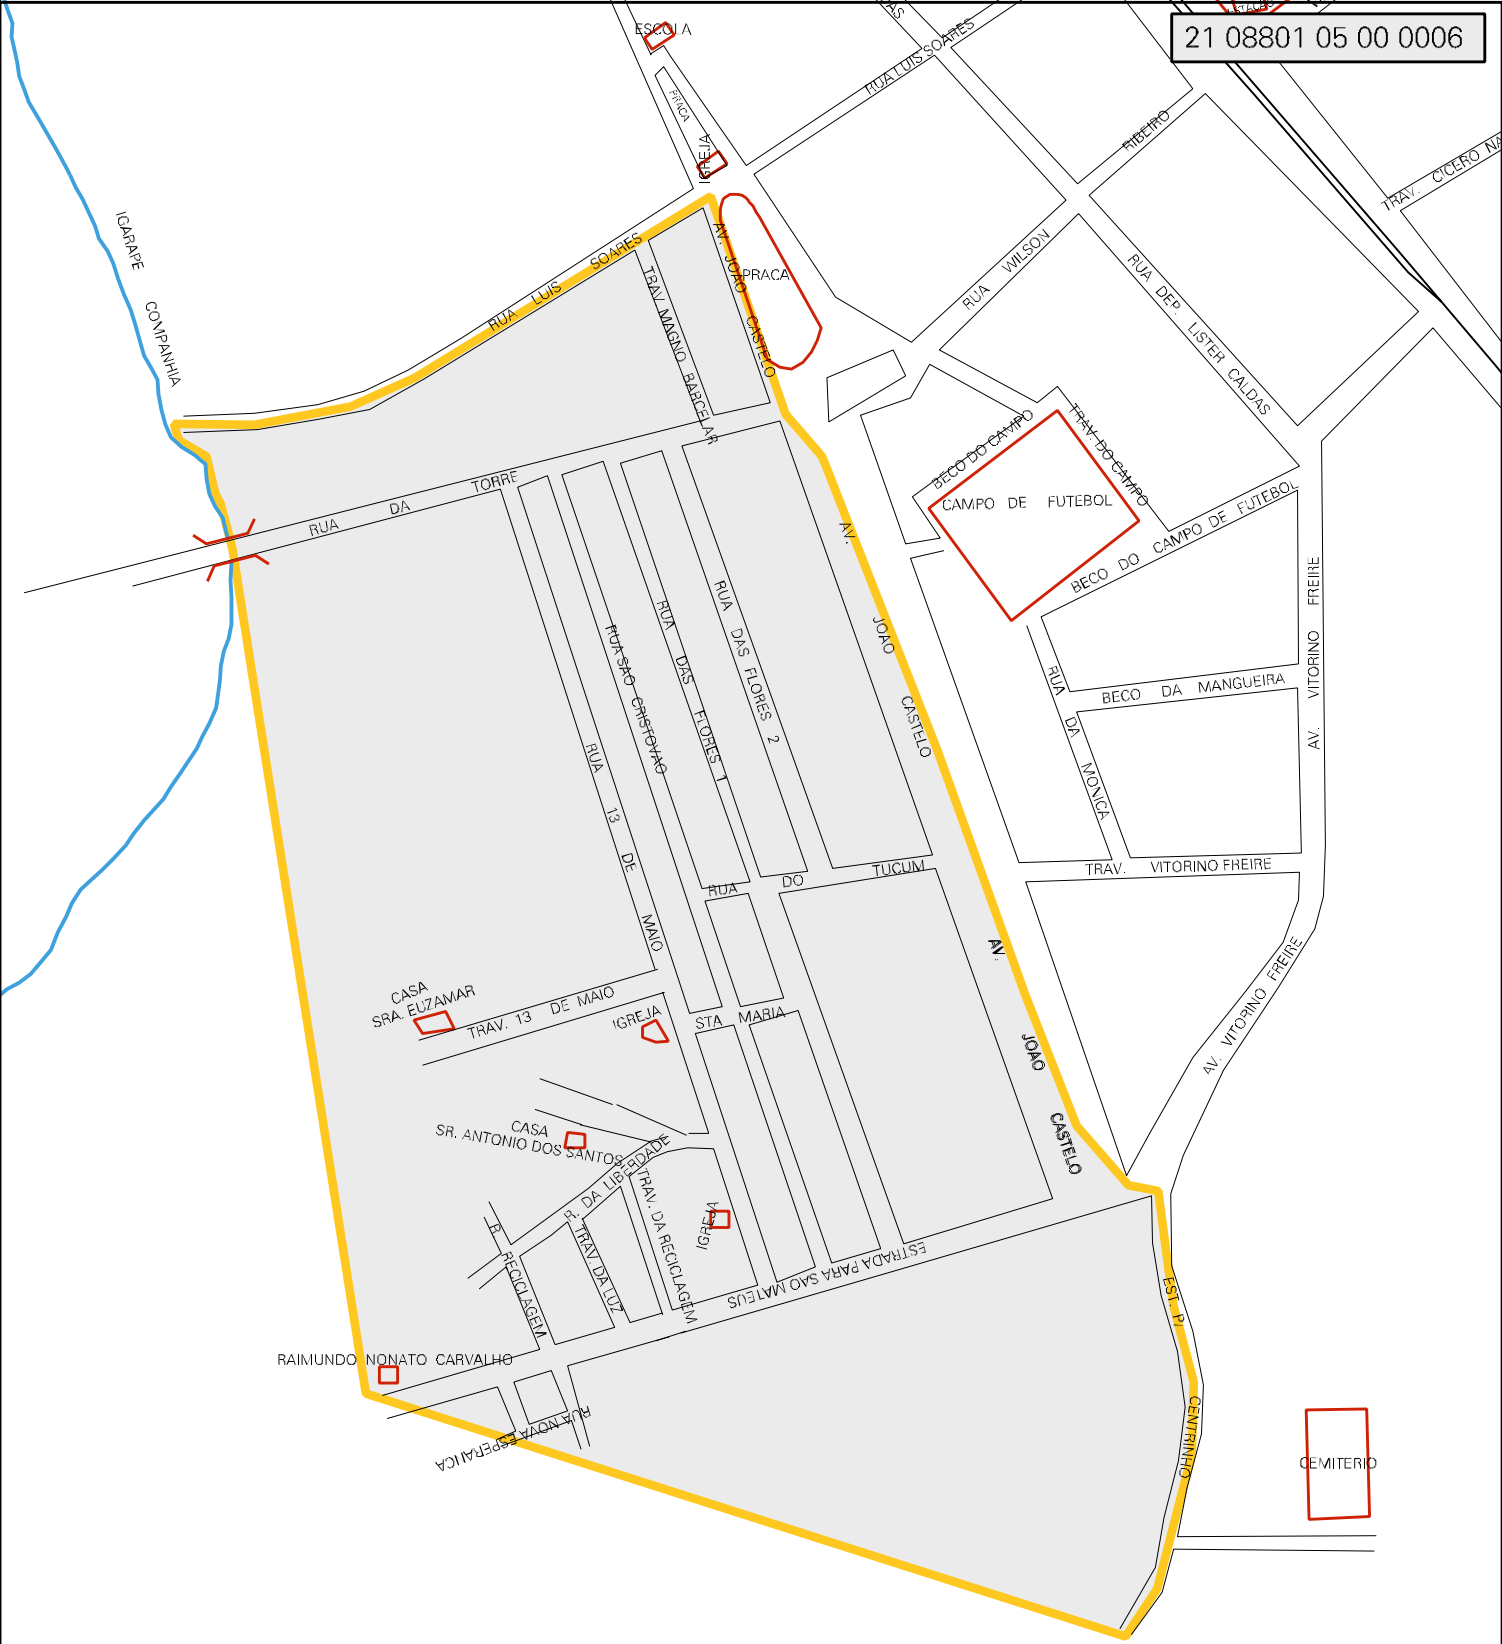 21 08801 05 00 0006
ESCOLA
PRACA
IGREJA
RUA LUIS SOARES
RIBEIRO
TRAV. CICERO NA
IGARAPE COMPANHIA
RUA LUIS SOARES
AV. JOAO CASTELO
PRACA
TRAV. MAGNO BARCELAR
RUA WILSON
RUA DEP. LISTER CALDAS
BECO DO CAMPO
TRAV. DO CAMPO
CAMPO DE FUTEBOL
BECO DO CAMPO DE FUTEBOL
RUA DA TORRE
AV. JOAO CASTELO
AV. VITORINO FREIRE
RUA DAS FLORES 2
RUA DAS FLORES 1
RUA SAO CRISTOVAO
RUA 13 DE MAIO
BECO DA MANGUEIRA
RUA DA MONICA
TRAV. VITORINO FREIRE
RUA DO TUCUM
AV. VITORINO FREIRE
AV. JOAO CASTELO
CASA
SRA. EUZAMAR
TRAV. 13 DE MAIO
IGREJA
STA MARIA
CASA
SR. ANTONIO DOS SANTOS
R. DA LIBERDADE
TRAV. DA RECICLAGEM
IGREJA
R. RECICLAGEM
TRAV. DA LUZ
ESTRADA PARA SAO MATEUS
EST. P/ CENTRINHO
RAIMUNDO NONATO CARVALHO
RUA NOVA ESPERANCA
CEMITERIO